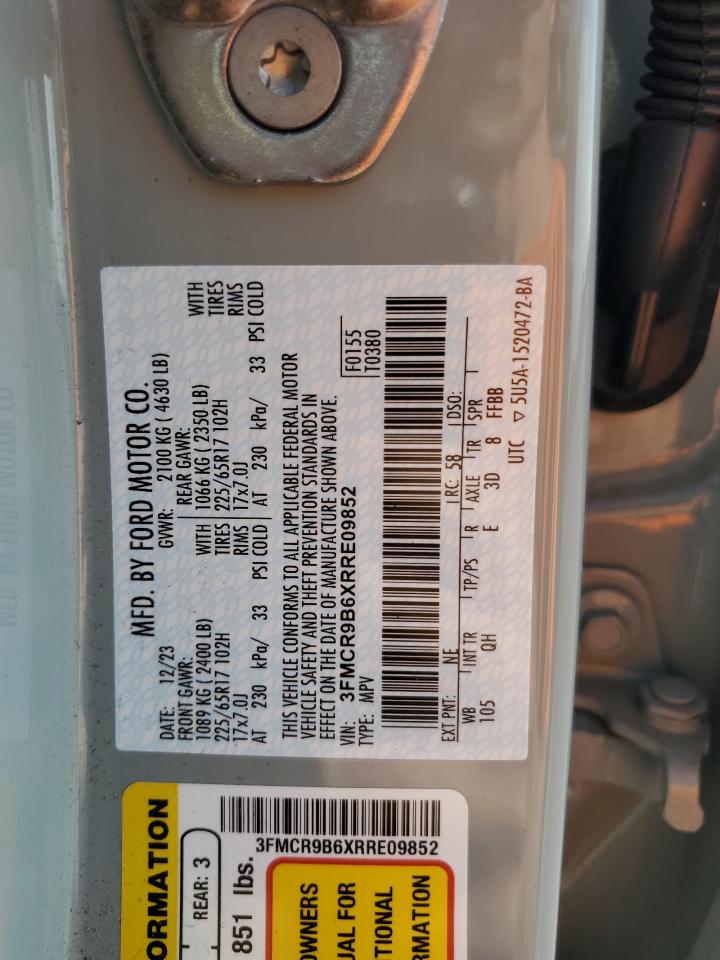 MFD. BY FORD MOTOR CO.
DATE: 12/23 GVWR: 2100 KG ( 4630 LB)
FRONT GAWR: REAR GAWR:
1089 KG ( 2400 LB) WITH 1066 KG ( 2350 LB) WITH
225/65R17 102H TIRES 225/65R17 102H TIRES
17x7.0J RIMS 17x7.0J RIMS
AT 230 kPa/ 33 PSI COLD AT 230 kPa/ 33 PSI COLD
THIS VEHICLE CONFORMS TO ALL APPLICABLE FEDERAL MOTOR
VEHICLE SAFETY AND THEFT PREVENTION STANDARDS IN
EFFECT ON THE DATE OF MANUFACTURE SHOWN ABOVE.
VIN: 3FMCR9B6XRRE09852 F0155
TYPE: MPV T0380
EXT PNT: NE RC: 58 DSO:
WB INT TR TP/PS R AXLE TR SPR
105 QH E 3D 8 FFBB
UTC ▽ 5U5A-1520472-BA
ORMATION
REAR: 3
851 lbs.
3FMCR9B6XRRE09852
OWNERS
UAL FOR
TIONAL
RMATION